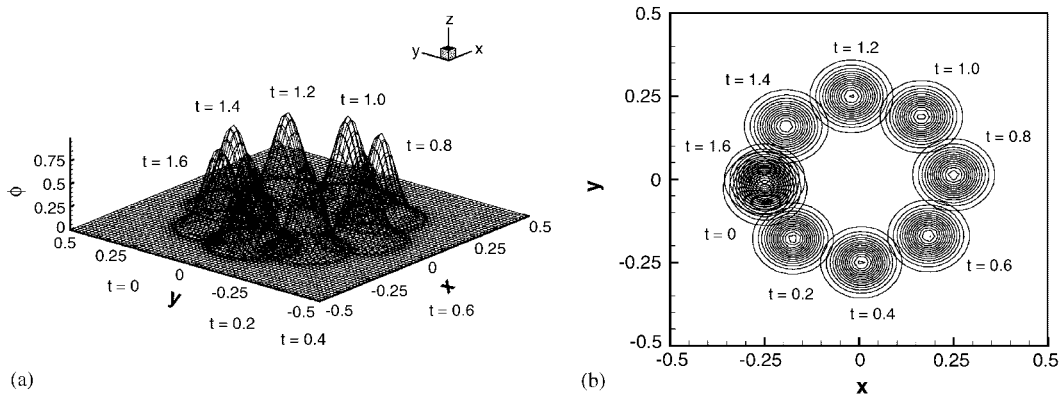 z
y
x
t = 1.2
t = 1.4
t = 1.0
t = 1.6
t = 0.8
ϕ
0.75
0.5
0.25
0
0.5
0.25
0
-0.25
-0.5
y
-0.5
-0.25
0
0.25
0.5
x
t = 0
t = 0.2
t = 0.4
t = 0.6
(a)
0.5
0.25
0
-0.25
-0.5
y
t = 1.2
t = 1.4
t = 1.0
t = 1.6
t = 0.8
t = 0
t = 0.2
t = 0.6
t = 0.4
-0.5
-0.25
0
0.25
0.5
x
(b)